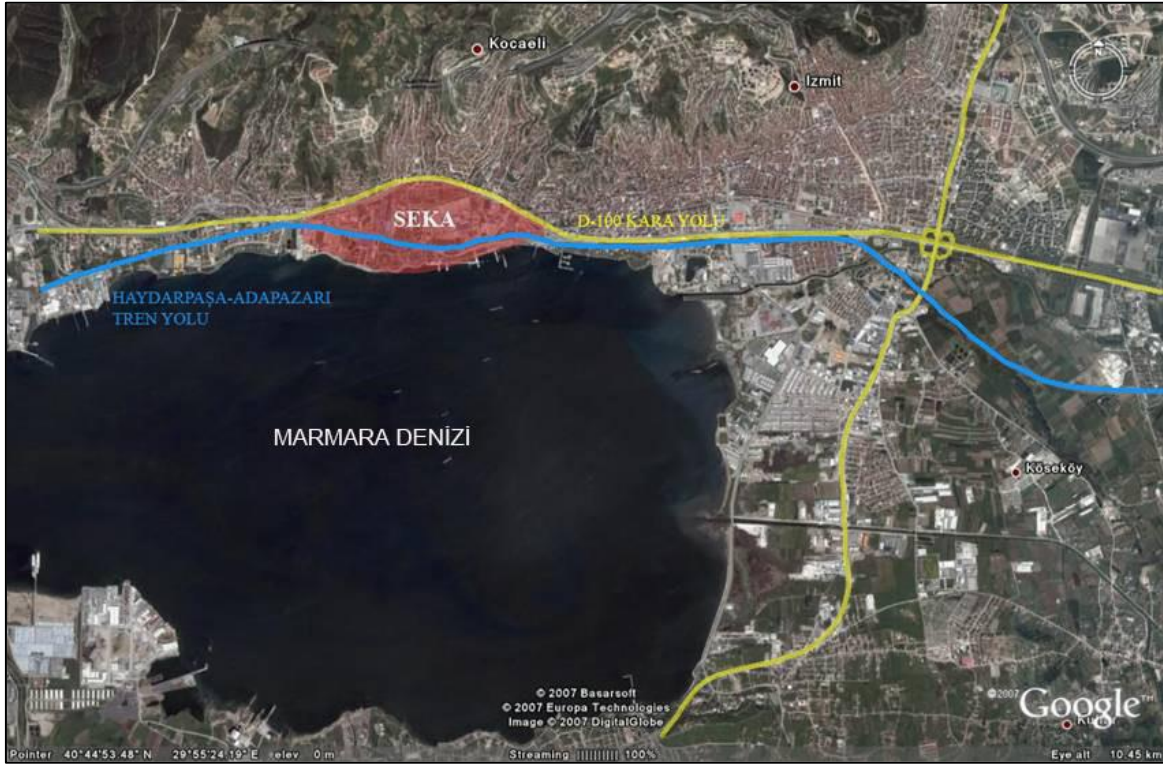 Kocaeli
N
Izmit
SEKA
D-100 KARA YOLU
HAYDARPAŞA-ADAPAZARI
TREN YOLU
MARMARA DENİZİ
Köseköy
© 2007 Basarsoft
© 2007 Europa Technologies
Image © 2007 DigitalGlobe
©2007 Google™
Pointer 40°44'53.48" N 29°55'24.19" E elev 0 m
Streaming |||||||||| 100%
Eye alt 10.45 km